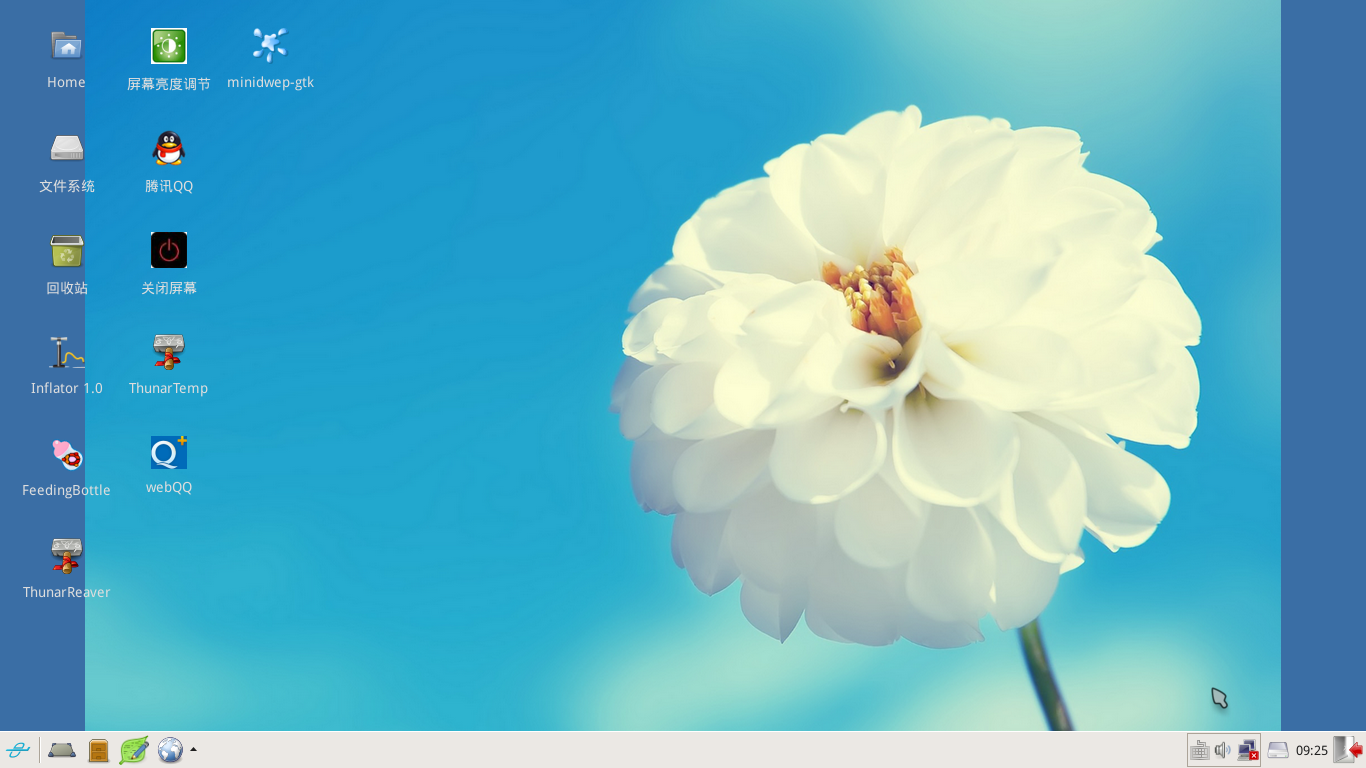 Home
屏幕亮度调节
minidwep-gtk
文件系统
腾讯QQ
回收站
关闭屏幕
Inflator 1.0
ThunarTemp
FeedingBottle
webQQ
ThunarReaver
09:25